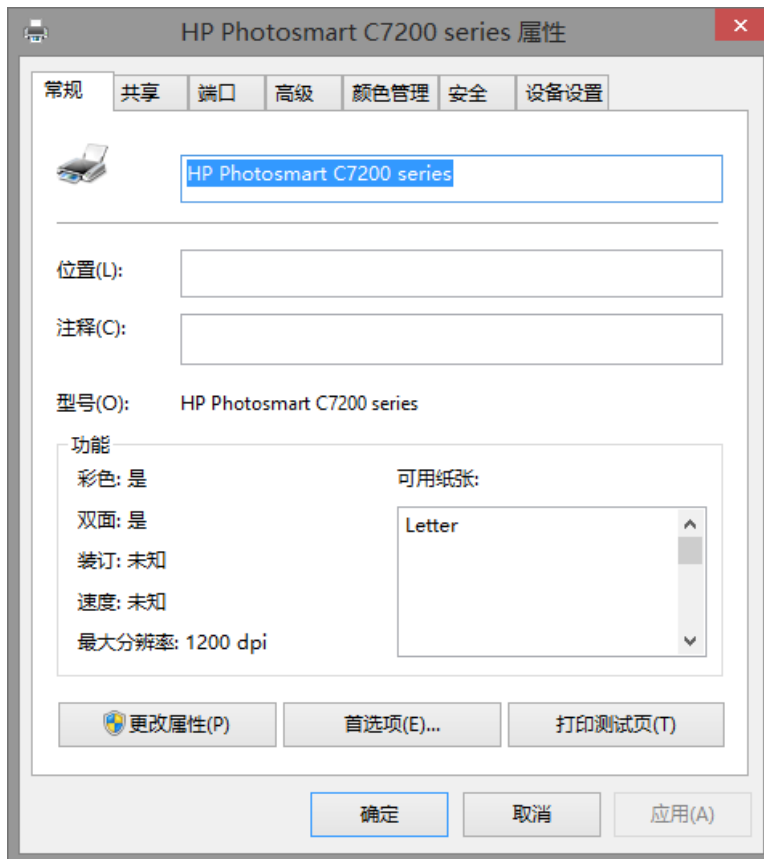 HP Photosmart C7200 series 属性
常规 共享 端口 高级 颜色管理 安全 设备设置
HP Photosmart C7200 series
位置(L):
注释(C):
型号(O): HP Photosmart C7200 series
功能
彩色: 是
可用纸张:
双面: 是
Letter
装订: 未知
速度: 未知
最大分辨率: 1200 dpi
更改属性(P) 首选项(E)... 打印测试页(T)
确定 取消 应用(A)